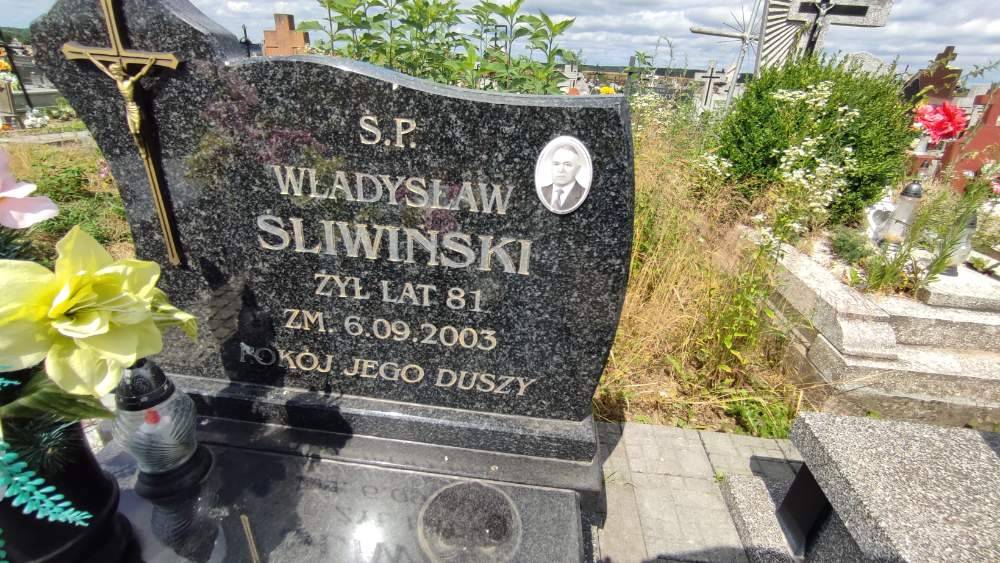 Ś.P.
WŁADYSŁAW
ŚLIWIŃSKI
ŻYŁ LAT 81
ZM. 6.09.2003
POKÓJ JEGO DUSZY